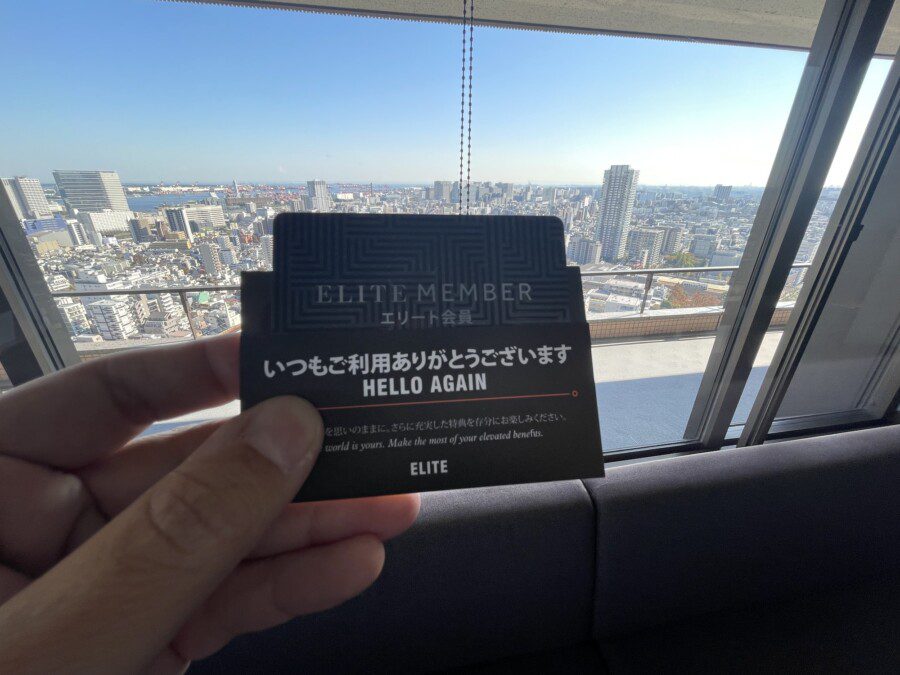 ELITE MEMBER
エリート会員
いつもご利用ありがとうございます
HELLO AGAIN
を思いのままに。さらに充実した特典を存分にお楽しみください。
world is yours. Make the most of your elevated benefits.
ELITE